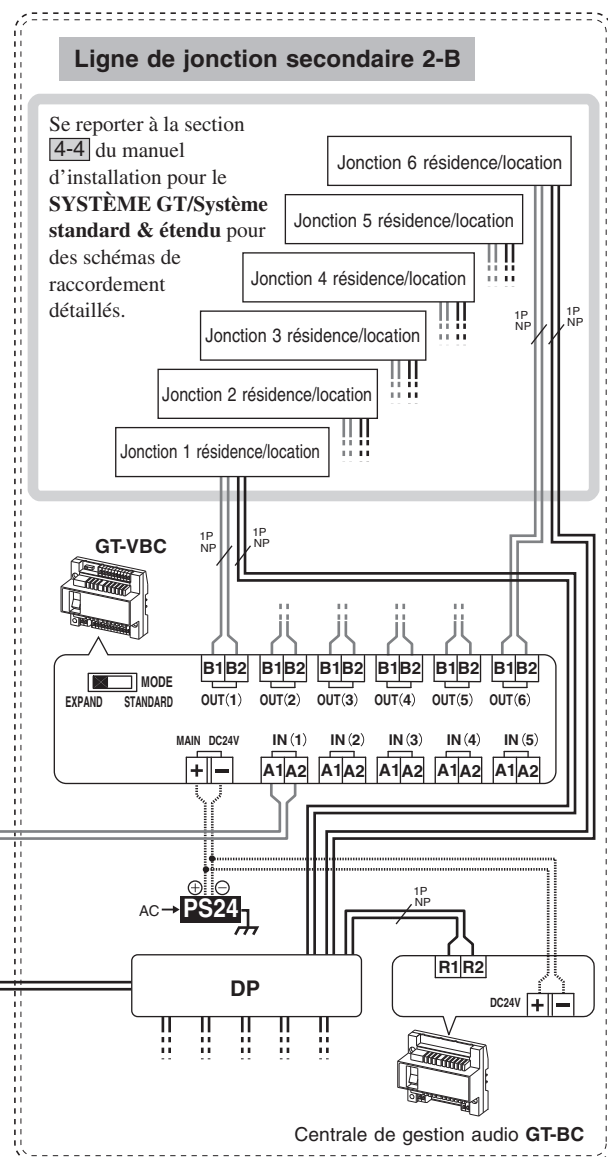 Ligne de jonction secondaire 2-B
Se reporter à la section
4-4 du manuel
d'installation pour le
SYSTÈME GT/Système
standard & étendu pour
des schémas de
raccordement
détaillés.
Jonction 6 résidence/location
Jonction 5 résidence/location
Jonction 4 résidence/location
Jonction 3 résidence/location
Jonction 2 résidence/location
Jonction 1 résidence/location
1P
NP
1P
NP
1P
NP
1P
NP
GT-VBC
B1 B2 B1 B2 B1 B2 B1 B2 B1 B2 B1 B2
MODE
EXPAND STANDARD
OUT(1) OUT(2) OUT(3) OUT(4) OUT(5) OUT(6)
MAIN DC24V IN(1) IN(2) IN(3) IN(4) IN(5)
+ − A1 A2 A1 A2 A1 A2 A1 A2 A1 A2
⊕ ⊖
AC→ PS24
1P
NP
R1 R2
DP
DC24V + −
Centrale de gestion audio GT-BC